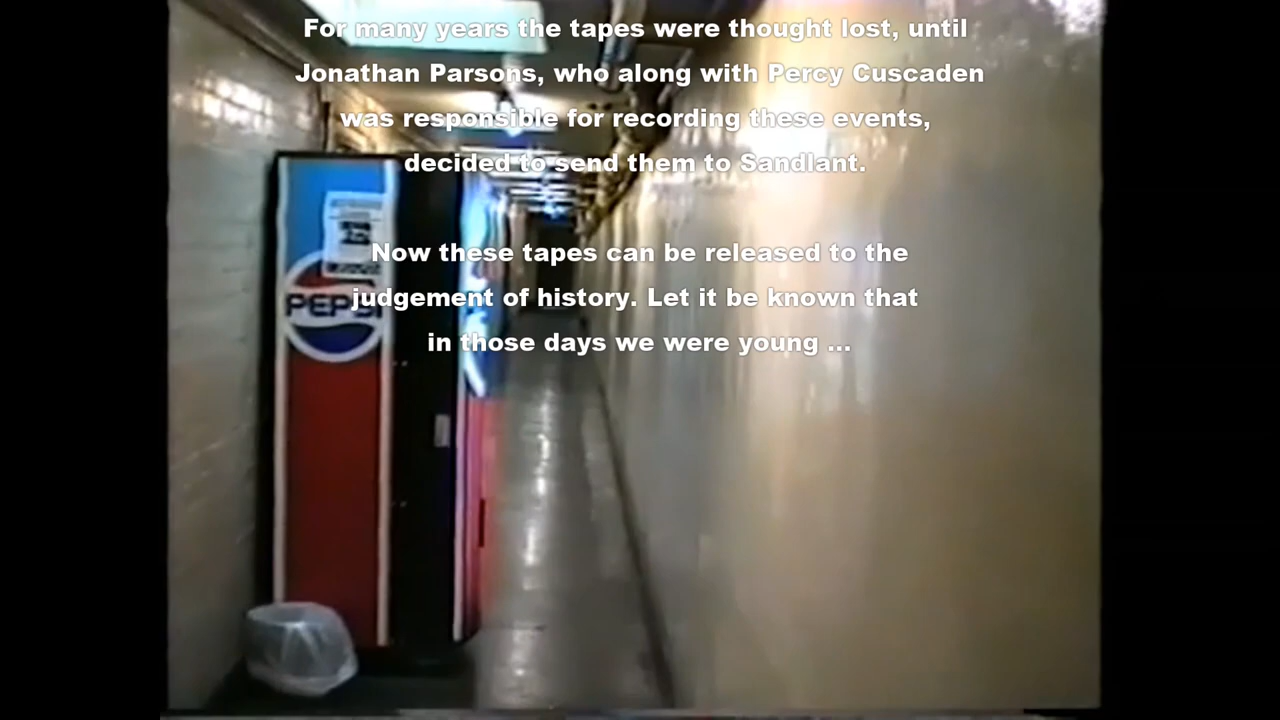 For many years the tapes were thought lost, until
Jonathan Parsons, who along with Percy Cuscaden
was responsible for recording these events,
decided to send them to Sandlant.
Now these tapes can be released to the
judgement of history. Let it be known that
in those days we were young ...
PEPSI